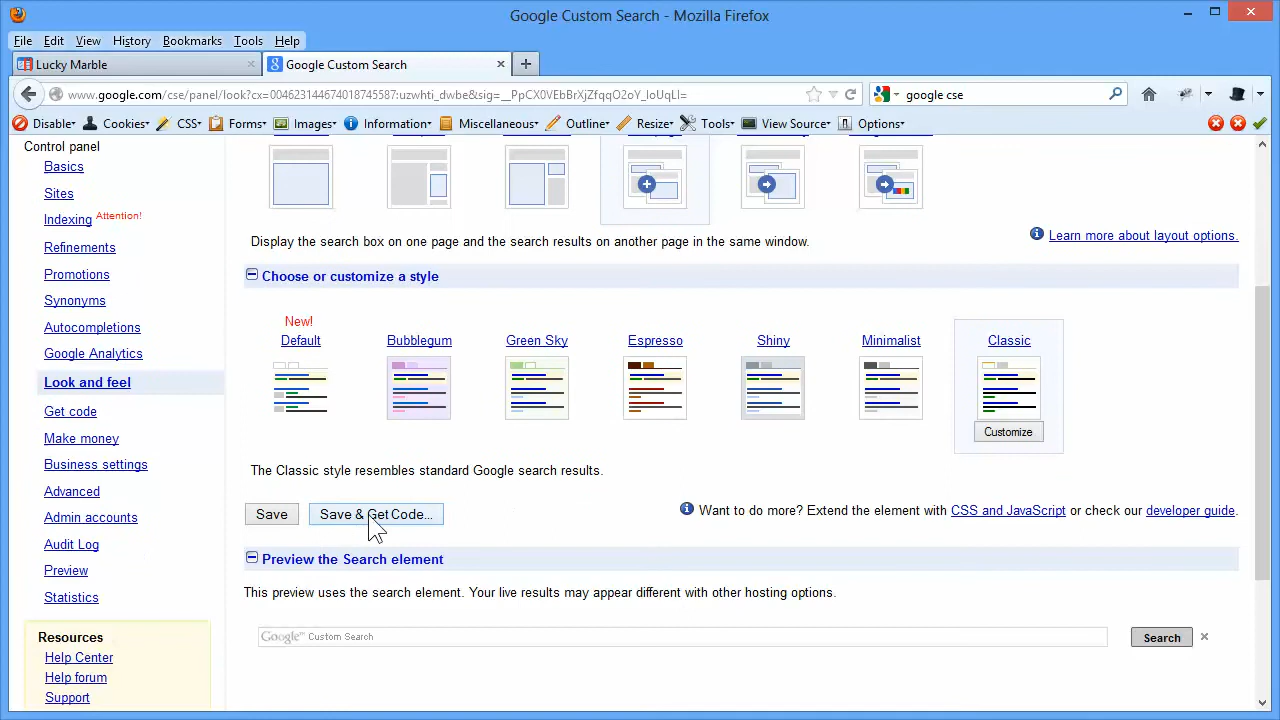 Google Custom Search - Mozilla Firefox
File Edit View History Bookmarks Tools Help
Lucky Marble
Google Custom Search
www.google.com/cse/panel/look?cx=004623144674018745587:uzwhti_dwbe&sig=__PpCX0VEbBrXjZfqqO2oY_IoUqLI=
google cse
Disable Cookies CSS Forms Images Information Miscellaneous Outline Resize Tools View Source Options
Control panel
Basics
Sites
Indexing Attention!
Refinements
Promotions
Synonyms
Autocompletions
Google Analytics
Look and feel
Get code
Make money
Business settings
Advanced
Admin accounts
Audit Log
Preview
Statistics
Resources
Help Center
Help forum
Support
Display the search box on one page and the search results on another page in the same window.
Learn more about layout options.
Choose or customize a style
New!
Default Bubblegum Green Sky Espresso Shiny Minimalist Classic
Customize
The Classic style resembles standard Google search results.
Save
Save & Get Code...
Want to do more? Extend the element with CSS and JavaScript or check our developer guide.
Preview the Search element
This preview uses the search element. Your live results may appear different with other hosting options.
Google™ Custom Search
Search